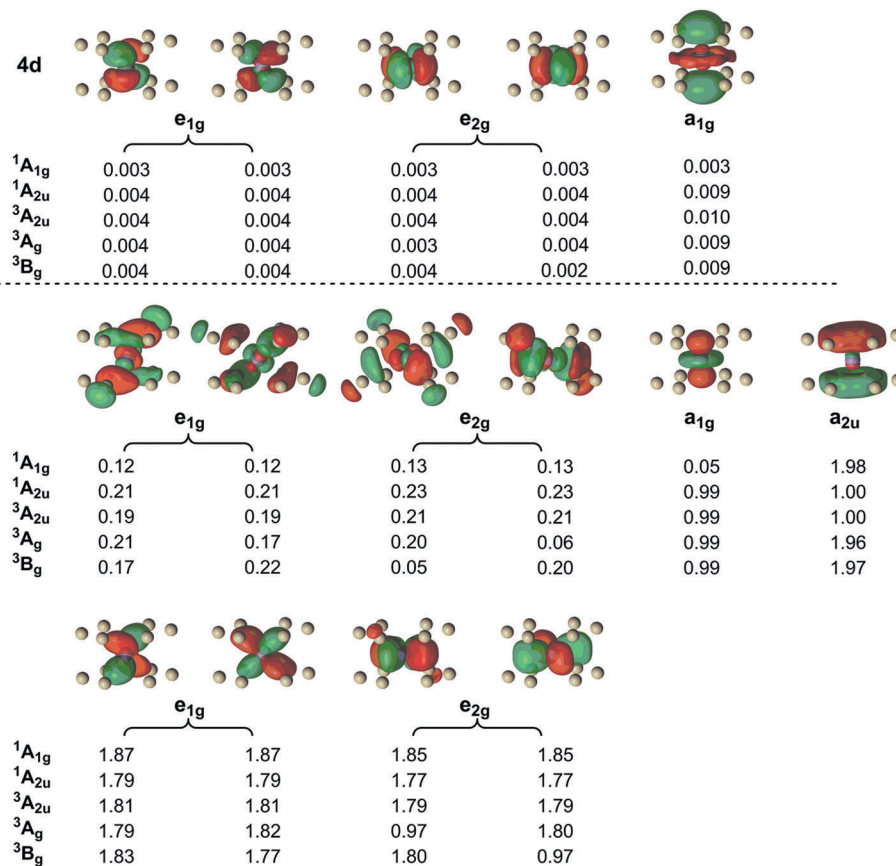 4d
e1g e2g a1g
1A1g 0.003 0.003 0.003 0.003 0.003
1A2u 0.004 0.004 0.004 0.004 0.009
3A2u 0.004 0.004 0.004 0.004 0.010
3Ag 0.004 0.004 0.003 0.004 0.009
3Bg 0.004 0.004 0.004 0.002 0.009
e1g e2g a1g a2u
1A1g 0.12 0.12 0.13 0.13 0.05 1.98
1A2u 0.21 0.21 0.23 0.23 0.99 1.00
3A2u 0.19 0.19 0.21 0.21 0.99 1.00
3Ag 0.21 0.17 0.20 0.06 0.99 1.96
3Bg 0.17 0.22 0.05 0.20 0.99 1.97
e1g e2g
1A1g 1.87 1.87 1.85 1.85
1A2u 1.79 1.79 1.77 1.77
3A2u 1.81 1.81 1.79 1.79
3Ag 1.79 1.82 0.97 1.80
3Bg 1.83 1.77 1.80 0.97